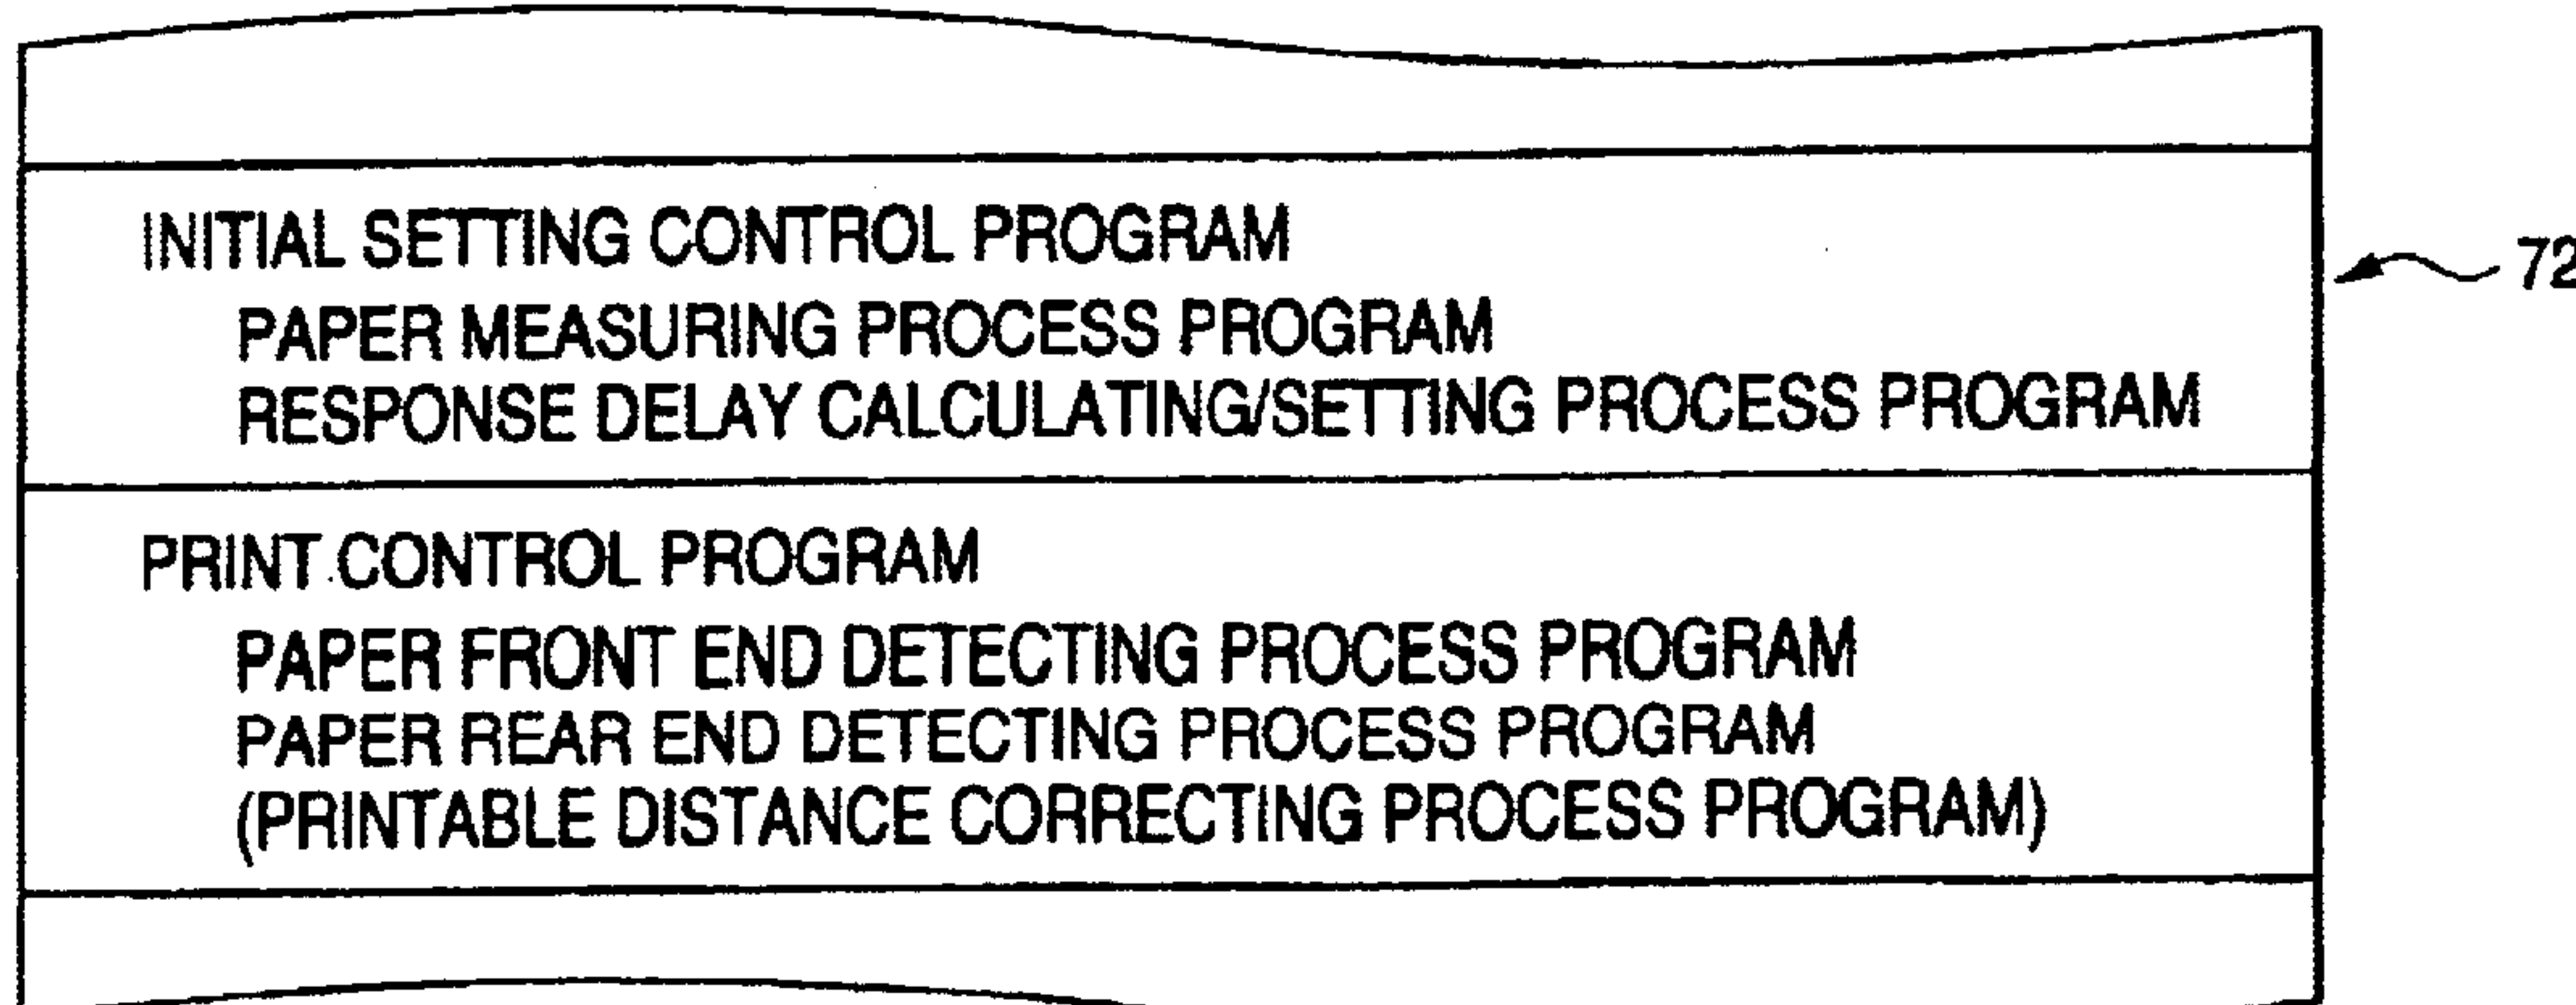 INITIAL SETTING CONTROL PROGRAM
72
PAPER MEASURING PROCESS PROGRAM
RESPONSE DELAY CALCULATING/SETTING PROCESS PROGRAM
PRINT CONTROL PROGRAM
PAPER FRONT END DETECTING PROCESS PROGRAM
PAPER REAR END DETECTING PROCESS PROGRAM
(PRINTABLE DISTANCE CORRECTING PROCESS PROGRAM)